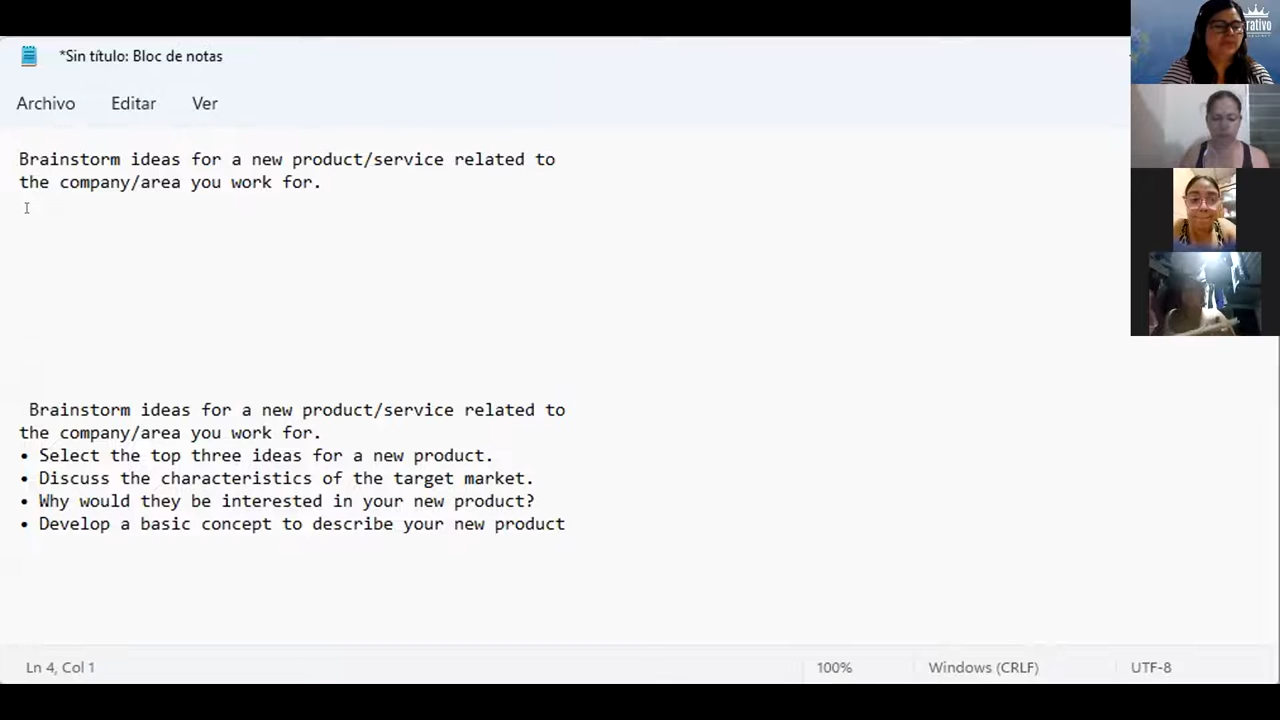 *Sin título: Bloc de notas
rativo
Archivo Editar Ver
Brainstorm ideas for a new product/service related to
the company/area you work for.
Brainstorm ideas for a new product/service related to
the company/area you work for.
• Select the top three ideas for a new product.
• Discuss the characteristics of the target market.
• Why would they be interested in your new product?
• Develop a basic concept to describe your new product
Ln 4, Col 1 100% Windows (CRLF) UTF-8